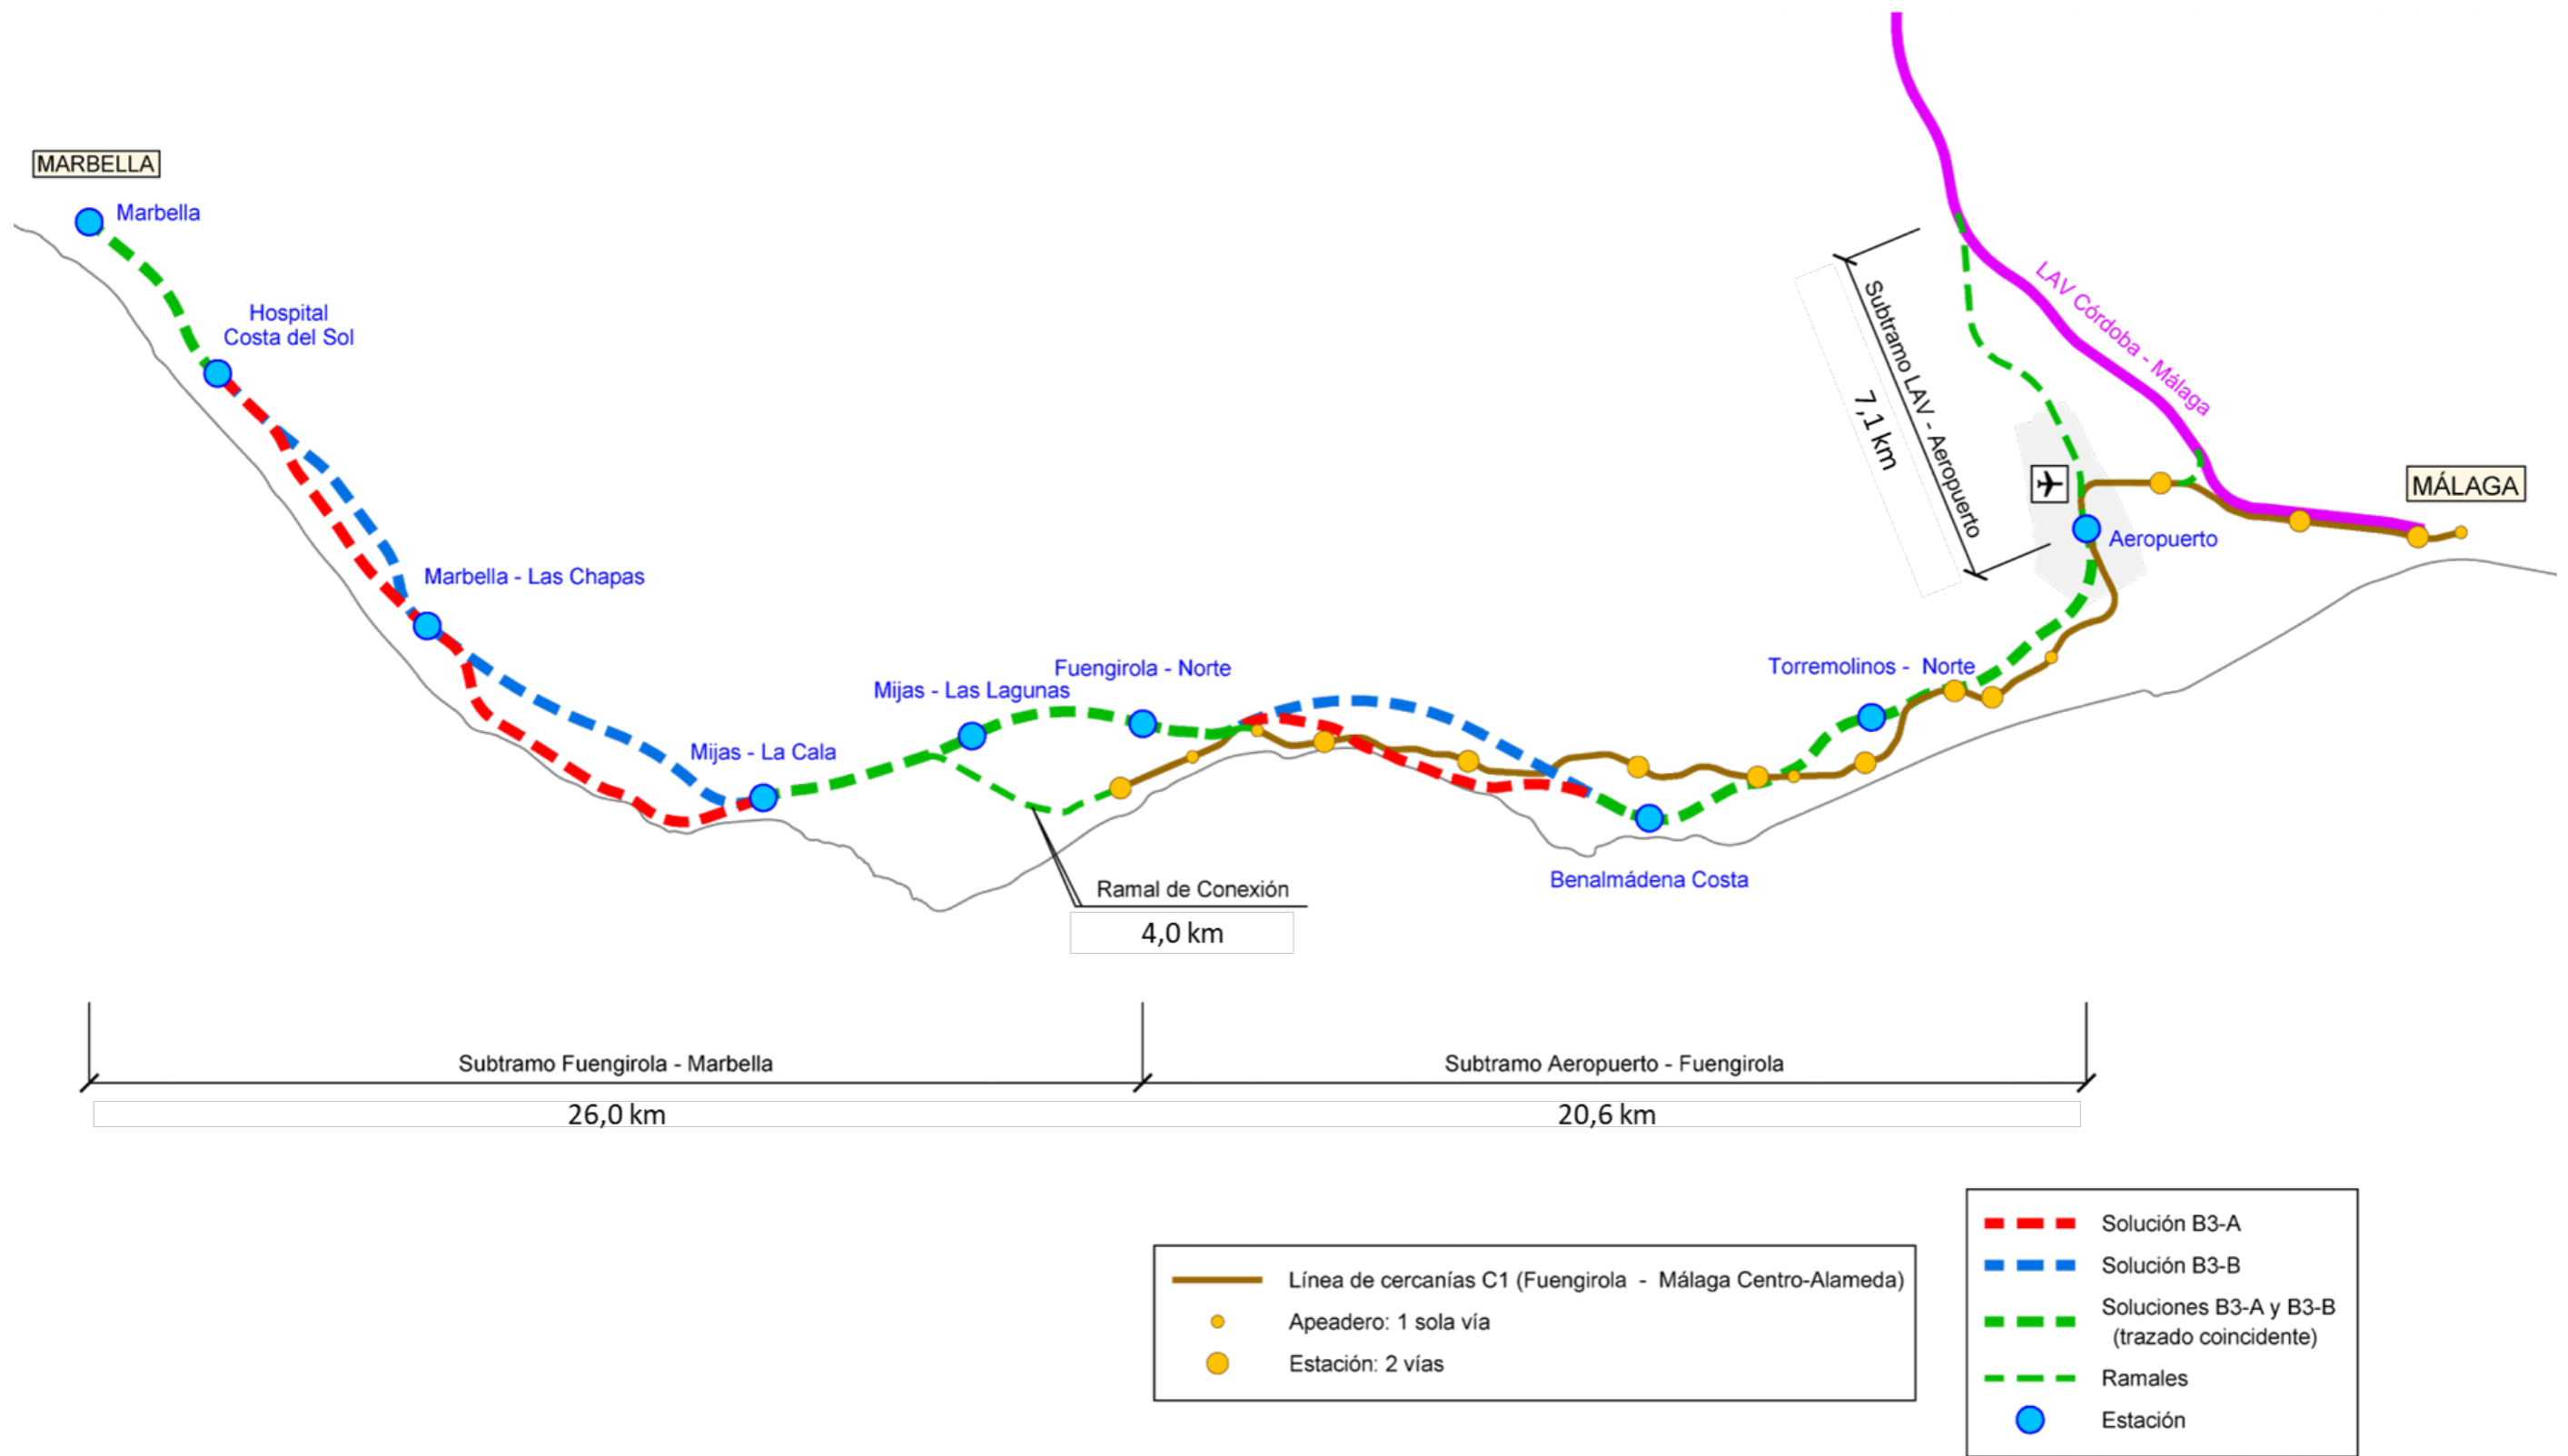 MARBELLA
Marbella
Hospital
Costa del Sol
Marbella - Las Chapas
Mijas - La Cala
Mijas - Las Lagunas
Fuengirola - Norte
Torremolinos - Norte
Benalmádena Costa
Aeropuerto
MÁLAGA
LAV Córdoba - Málaga
Subtramo LAV - Aeropuerto
7,1 km
Ramal de Conexión
4,0 km
Subtramo Fuengirola - Marbella
26,0 km
Subtramo Aeropuerto - Fuengirola
20,6 km
Línea de cercanías C1 (Fuengirola - Málaga Centro-Alameda)
Apeadero: 1 sola vía
Estación: 2 vías
Solución B3-A
Solución B3-B
Soluciones B3-A y B3-B
(trazado coincidente)
Ramales
Estación